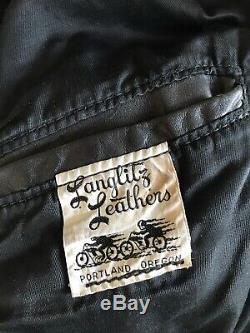 Langlitz
Leathers
PORTLAND, OREGON